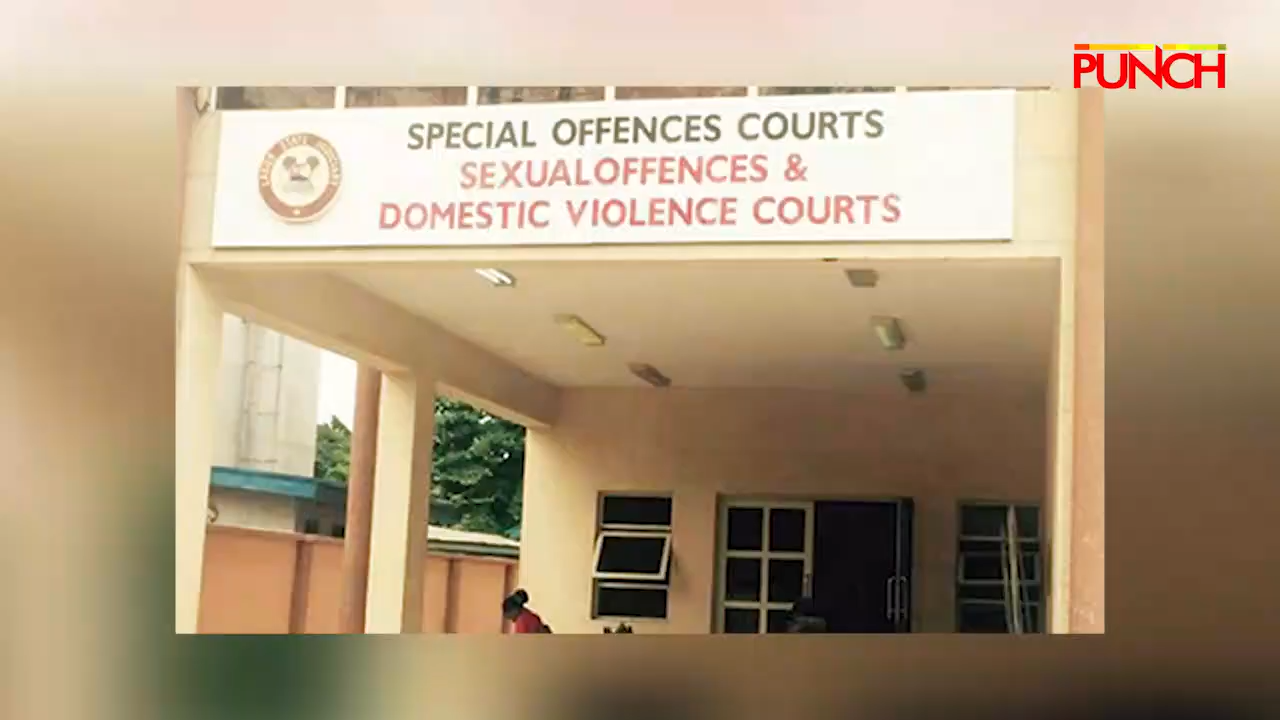 PUNCH
SPECIAL OFFENCES COURTS
SEXUALOFFENCES &
DOMESTIC VIOLENCE COURTS